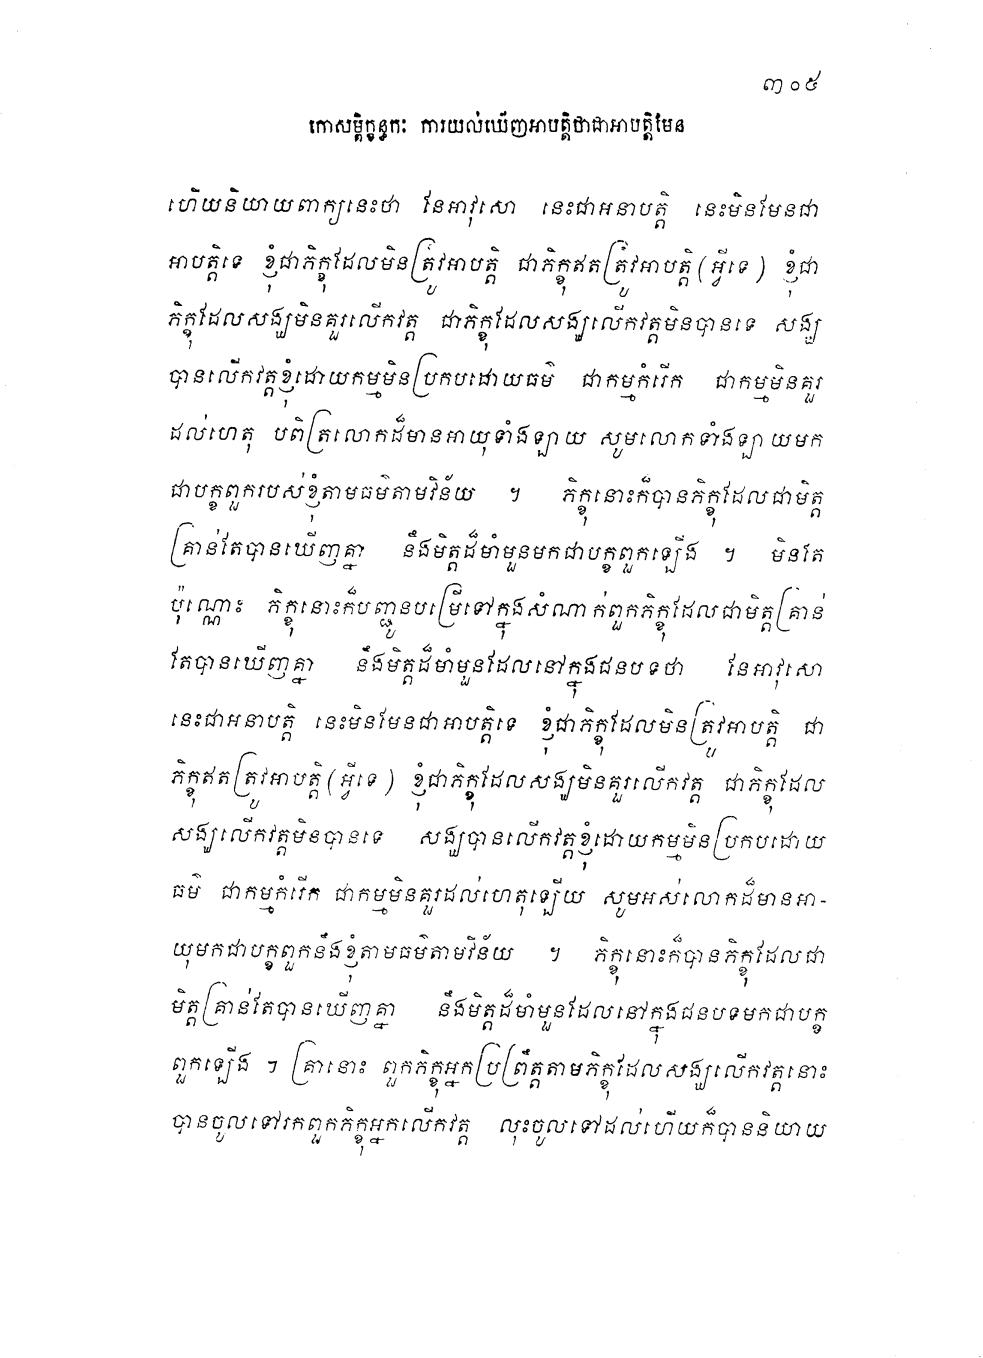 ៣០៥
កោសម្ពិក្ខន្ធកៈ ការយល់ឃើញអាបត្តិថាជាអាបត្តិមែន
ហើយនិយាយពាក្យនេះថា នែអាវុសោ នេះជាអនាបត្តិ នេះមិនមែនជា
អាបត្តិទេ ខ្ញុំជាភិក្ខុដែលមិនត្រូវអាបត្តិ ជាភិក្ខុឥតត្រូវអាបត្តិ (អ្វីទេ) ខ្ញុំជា
ភិក្ខុដែលសង្ឃមិនគួរលើកវត្ត ជាភិក្ខុដែលសង្ឃលើកវត្តមិនបានទេ សង្ឃ
បានលើកវត្តខ្ញុំដោយកម្មមិនប្រកបដោយធម៌ ជាកម្មកំរើក ជាកម្មមិនគួរ
ដល់ហេតុ បពិត្រលោកដ៏មានអាយុទាំងឡាយ សូមលោកទាំងឡាយមក
ជាបក្ខពួករបស់ខ្ញុំតាមធម៌តាមវិន័យ ។ ភិក្ខុនោះក៏បានភិក្ខុដែលជាមិត្ត
គ្រាន់តែបានឃើញគ្នា នឹងមិត្តដ៏មាំមួនមកជាបក្ខពួកឡើង ។ មិនតែ
ប៉ុណ្ណោះ ភិក្ខុនោះក៏បញ្ជូនបម្រើទៅក្នុងសំណាក់ពួកភិក្ខុដែលជាមិត្តគ្រាន់
តែបានឃើញគ្នា នឹងមិត្តដ៏មាំមួនដែលនៅក្នុងជនបទថា នែអាវុសោ
នេះជាអនាបត្តិ នេះមិនមែនជាអាបត្តិទេ ខ្ញុំជាភិក្ខុដែលមិនត្រូវអាបត្តិ ជា
ភិក្ខុឥតត្រូវអាបត្តិ (អ្វីទេ) ខ្ញុំជាភិក្ខុដែលសង្ឃមិនគួរលើកវត្ត ជាភិក្ខុដែល
សង្ឃលើកវត្តមិនបានទេ សង្ឃបានលើកវត្តខ្ញុំដោយកម្មមិនប្រកបដោយ
ធម៌ ជាកម្មកំរើក ជាកម្មមិនគួរដល់ហេតុឡើយ សូមអស់លោកដ៏មានអា-
យុមកជាបក្ខពួកនឹងខ្ញុំតាមធម៌តាមវិន័យ ។ ភិក្ខុនោះក៏បានភិក្ខុដែលជា
មិត្តគ្រាន់តែបានឃើញគ្នា នឹងមិត្តដ៏មាំមួនដែលនៅក្នុងជនបទមកជាបក្ខ
ពួកឡើង ។ គ្រានោះ ពួកភិក្ខុអ្នកប្រព្រឹត្តតាមភិក្ខុដែលសង្ឃលើកវត្តនោះ
បានចូលទៅរកពួកភិក្ខុអ្នកលើកវត្ត លុះចូលទៅដល់ហើយក៏បាននិយាយ